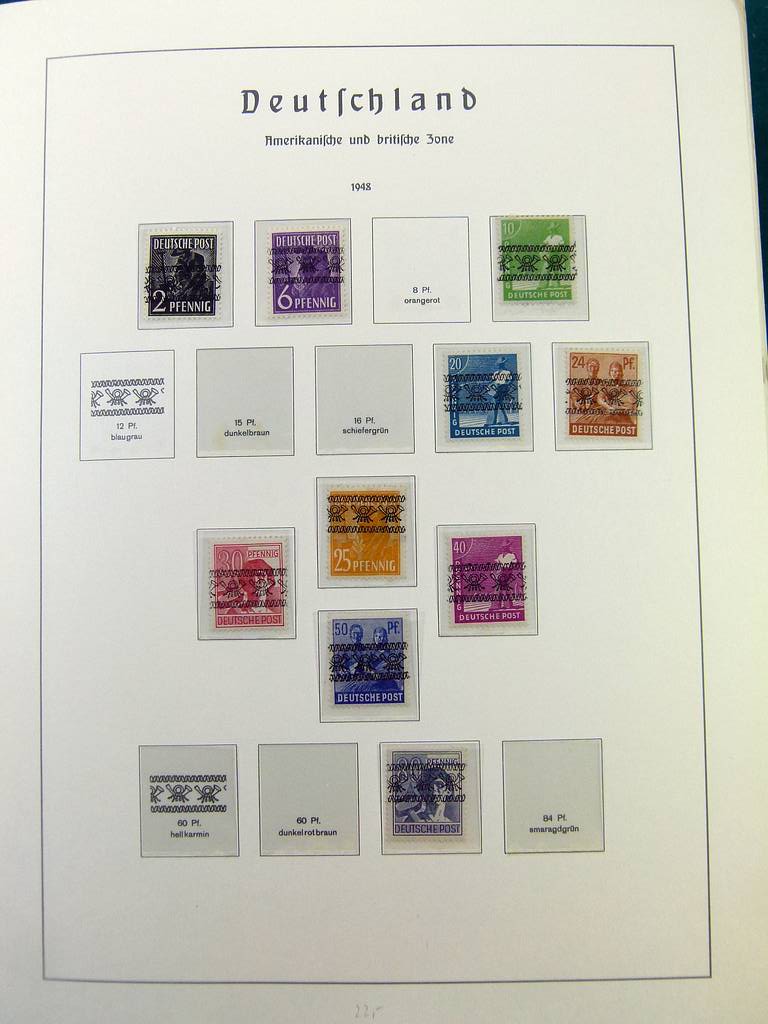 Deutſchland
Amerikaniſche und britiſche Zone
1948
DEUTSCHE POST
2 PFENNIG
DEUTSCHE POST
6 PFENNIG
8 Pf.
orangerot
10
G DEUTSCHE POST
12 Pf.
blaugrau
15 Pf.
dunkelbraun
16 Pf.
schiefergrün
20
G DEUTSCHE POST
24 Pf.
DEUTSCHE POST
25 PFENNIG
30 PFENNIG
DEUTSCHE POST
40
G DEUTSCHE POST
50 Pf.
DEUTSCHE POST
60 Pf.
hellkarmin
60 Pf.
dunkelrotbraun
PFENNIG
DEUTSCHE POST
84 Pf.
smaragdgrün
22,-